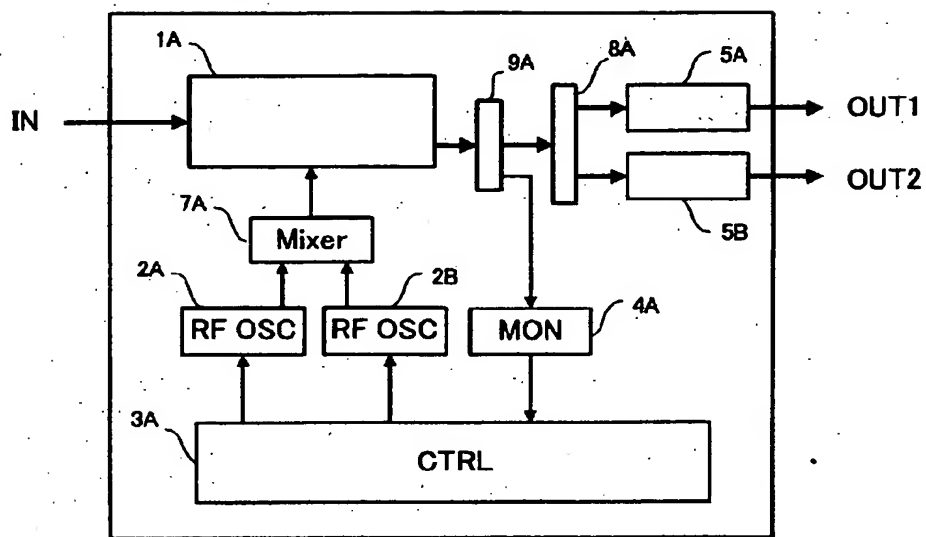 1A
9A
8A
5A
IN
OUT1
OUT2
7A
Mixer
5B
2A
2B
4A
RF OSC
RF OSC
MON
3A
CTRL